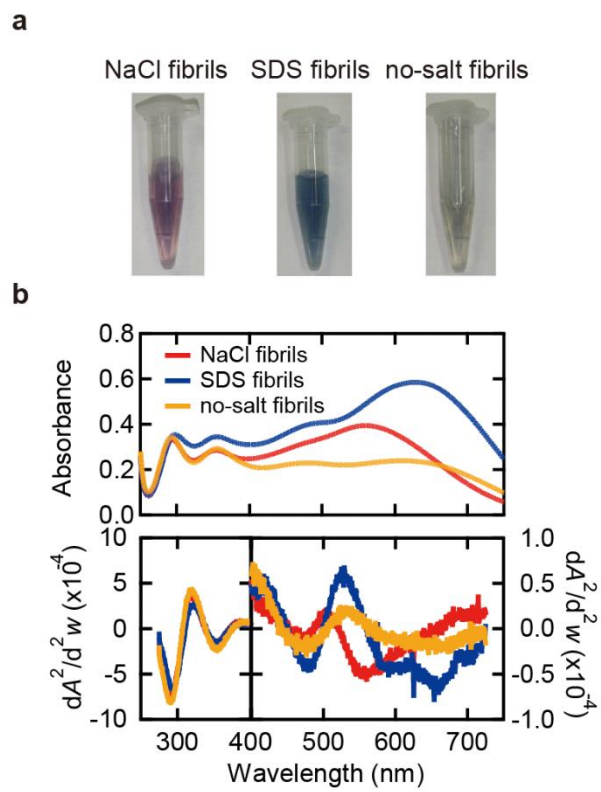 a
NaCl fibrils SDS fibrils no-salt fibrils
b
0.8
0.6
0.4
0.2
0.0
Absorbance
NaCl fibrils
SDS fibrils
no-salt fibrils
10
5
0
-5
-10
dA²/d²w (x10⁻⁴)
1.0
0.5
0.0
-0.5
-1.0
dA²/d²w (x10⁻⁴)
300 400 500 600 700
Wavelength (nm)